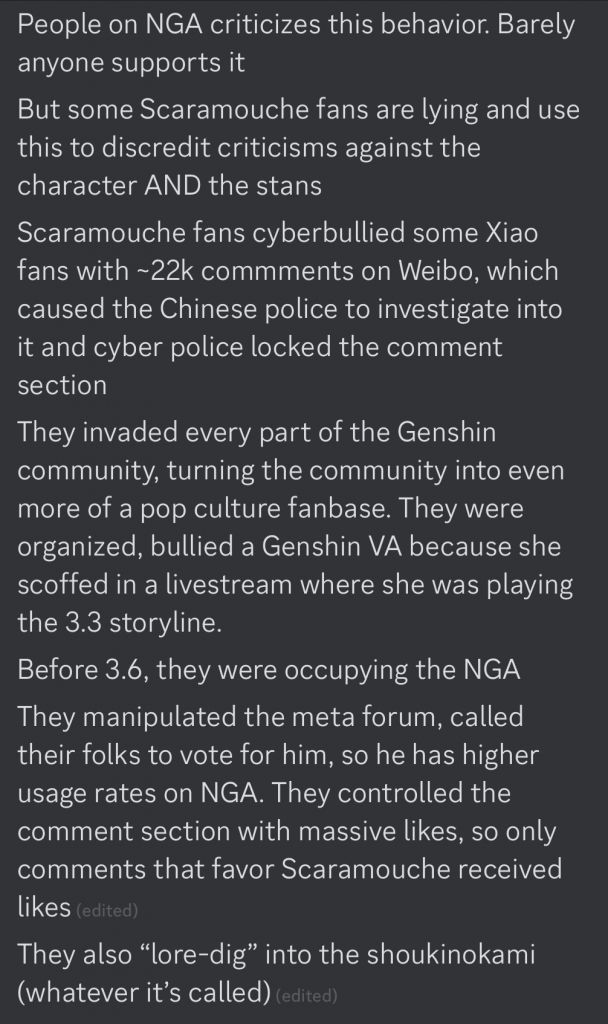 People on NGA criticizes this behavior. Barely
anyone supports it
But some Scaramouche fans are lying and use
this to discredit criticisms against the
character AND the stans
Scaramouche fans cyberbullied some Xiao
fans with ~22k commments on Weibo, which
caused the Chinese police to investigate into
it and cyber police locked the comment
section
They invaded every part of the Genshin
community, turning the community into even
more of a pop culture fanbase. They were
organized, bullied a Genshin VA because she
scoffed in a livestream where she was playing
the 3.3 storyline.
Before 3.6, they were occupying the NGA
They manipulated the meta forum, called
their folks to vote for him, so he has higher
usage rates on NGA. They controlled the
comment section with massive likes, so only
comments that favor Scaramouche received
likes (edited)
They also “lore-dig” into the shoukinokami
(whatever it’s called) (edited)